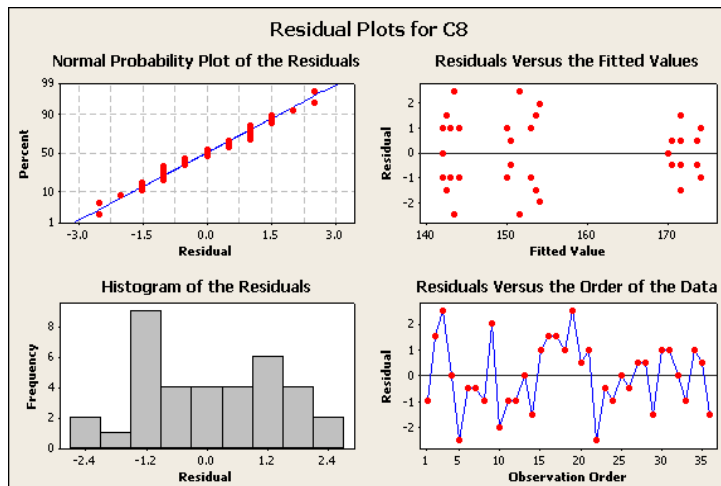 Residual Plots for C8
Normal Probability Plot of the Residuals
99
90
50
10
1
Percent
-3.0 -1.5 0.0 1.5 3.0
Residual
Residuals Versus the Fitted Values
2
1
0
-1
-2
Residual
140 150 160 170
Fitted Value
Histogram of the Residuals
8
6
4
2
0
Frequency
-2.4 -1.2 0.0 1.2 2.4
Residual
Residuals Versus the Order of the Data
2
1
0
-1
-2
Residual
1 5 10 15 20 25 30 35
Observation Order